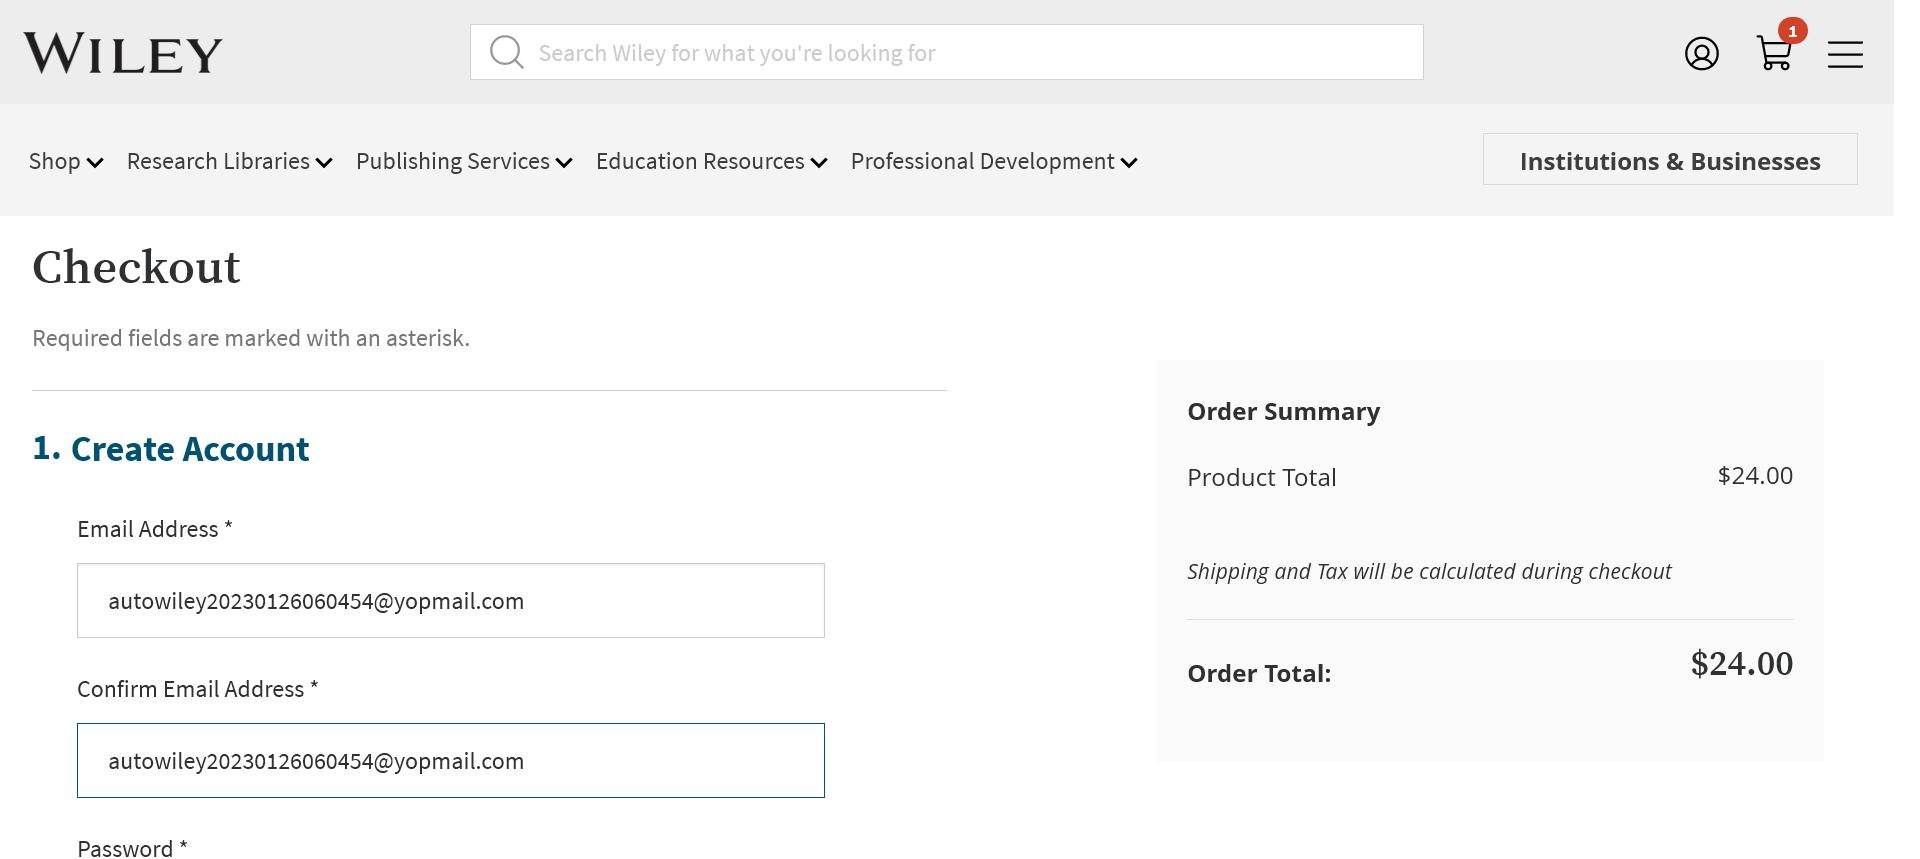 WILEY
Search Wiley for what you're looking for
1
Shop
Research Libraries
Publishing Services
Education Resources
Professional Development
Institutions & Businesses
Checkout
Required fields are marked with an asterisk.
1. Create Account
Email Address *
autowiley20230126060454@yopmail.com
Confirm Email Address *
autowiley20230126060454@yopmail.com
Password *
Order Summary
Product Total $24.00
Shipping and Tax will be calculated during checkout
Order Total: $24.00